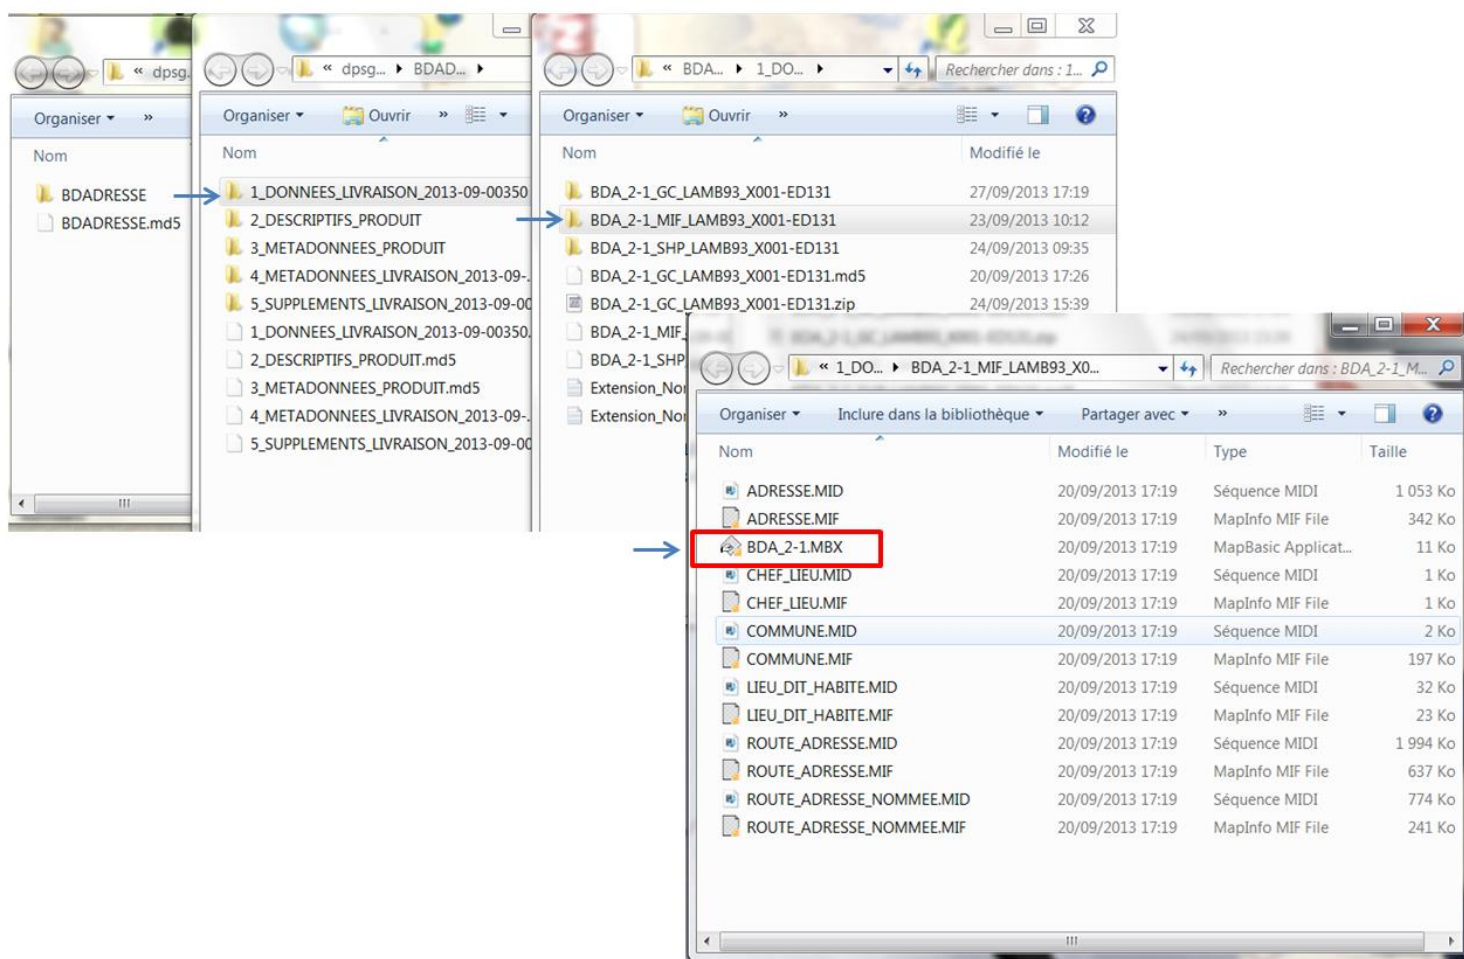 « dpsg.
Organiser »
Nom
BDADRESSE
BDADRESSE.md5
« dpsg... BDAD...
Organiser Ouvrir »
Nom
1_DONNEES_LIVRAISON_2013-09-00350
2_DESCRIPTIFS_PRODUIT
3_METADONNEES_PRODUIT
4_METADONNEES_LIVRAISON_2013-09-.
5_SUPPLEMENTS_LIVRAISON_2013-09-00
1_DONNEES_LIVRAISON_2013-09-00350.
2_DESCRIPTIFS_PRODUIT.md5
3_METADONNEES_PRODUIT.md5
4_METADONNEES_LIVRAISON_2013-09-.
5_SUPPLEMENTS_LIVRAISON_2013-09-00
« BDA... 1_DO... Rechercher dans : 1...
Organiser Ouvrir »
Nom Modifié le
BDA_2-1_GC_LAMB93_X001-ED131 27/09/2013 17:19
BDA_2-1_MIF_LAMB93_X001-ED131 23/09/2013 10:12
BDA_2-1_SHP_LAMB93_X001-ED131 24/09/2013 09:35
BDA_2-1_GC_LAMB93_X001-ED131.md5 20/09/2013 17:26
BDA_2-1_GC_LAMB93_X001-ED131.zip 24/09/2013 15:39
BDA_2-1_MIF_
BDA_2-1_SHP
Extension_No
Extension_No
« 1_DO... BDA_2-1_MIF_LAMB93_X0... Rechercher dans : BDA_2-1_M...
Organiser Inclure dans la bibliothèque Partager avec »
Nom Modifié le Type Taille
ADRESSE.MID 20/09/2013 17:19 Séquence MIDI 1 053 Ko
ADRESSE.MIF 20/09/2013 17:19 MapInfo MIF File 342 Ko
BDA_2-1.MBX 20/09/2013 17:19 MapBasic Applicat... 11 Ko
CHEF_LIEU.MID 20/09/2013 17:19 Séquence MIDI 1 Ko
CHEF_LIEU.MIF 20/09/2013 17:19 MapInfo MIF File 1 Ko
COMMUNE.MID 20/09/2013 17:19 Séquence MIDI 2 Ko
COMMUNE.MIF 20/09/2013 17:19 MapInfo MIF File 197 Ko
LIEU_DIT_HABITE.MID 20/09/2013 17:19 Séquence MIDI 32 Ko
LIEU_DIT_HABITE.MIF 20/09/2013 17:19 MapInfo MIF File 23 Ko
ROUTE_ADRESSE.MID 20/09/2013 17:19 Séquence MIDI 1 994 Ko
ROUTE_ADRESSE.MIF 20/09/2013 17:19 MapInfo MIF File 637 Ko
ROUTE_ADRESSE_NOMMEE.MID 20/09/2013 17:19 Séquence MIDI 774 Ko
ROUTE_ADRESSE_NOMMEE.MIF 20/09/2013 17:19 MapInfo MIF File 241 Ko